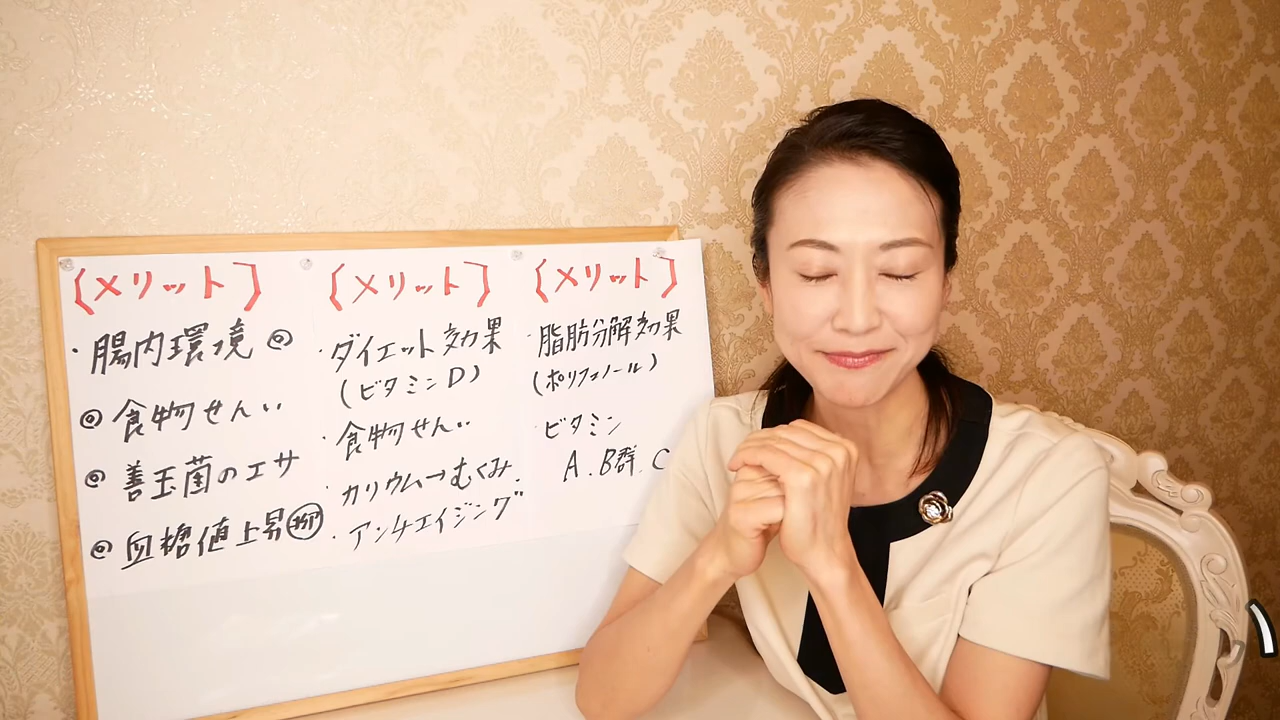 〔メリット〕
・腸内環境◎
◎食物せんい
◎善玉菌のエサ
◎血糖値上昇抑
〔メリット〕
・ダイエット効果
(ビタミンD)
・食物せんい
・カリウム→むくみ
・アンチエイジング
〔メリット〕
・脂肪分解効果
(ポリフェノール)
・ビタミン
A.B群.C